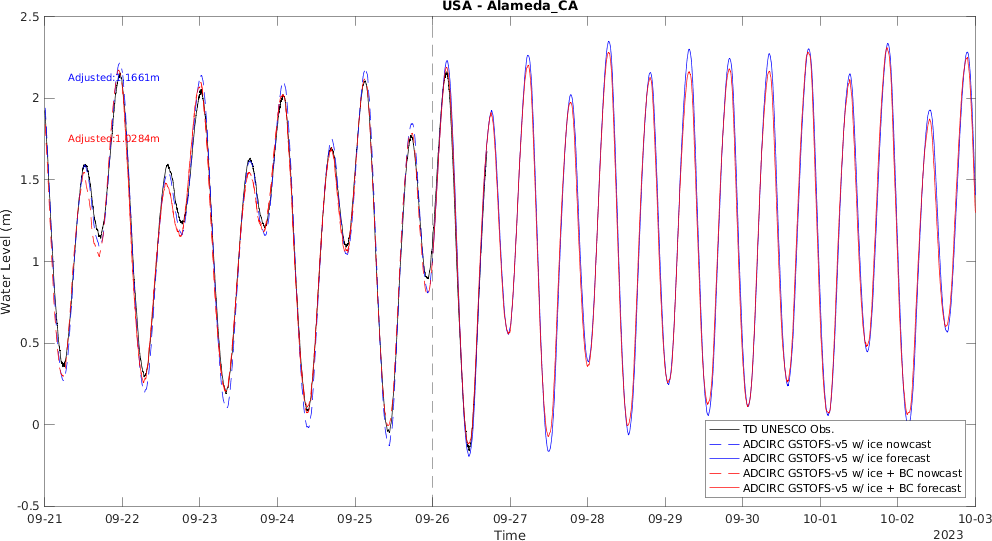 USA - Alameda_CA
2.5
2
1.5
1
0.5
0
-0.5
Water Level (m)
Adjusted:1.1661m
Adjusted:1.0284m
TD UNESCO Obs.
ADCIRC GSTOFS-v5 w/ ice nowcast
ADCIRC GSTOFS-v5 w/ ice forecast
ADCIRC GSTOFS-v5 w/ ice + BC nowcast
ADCIRC GSTOFS-v5 w/ ice + BC forecast
09-21 09-22 09-23 09-24 09-25 09-26 09-27 09-28 09-29 09-30 10-01 10-02 10-03
Time
2023